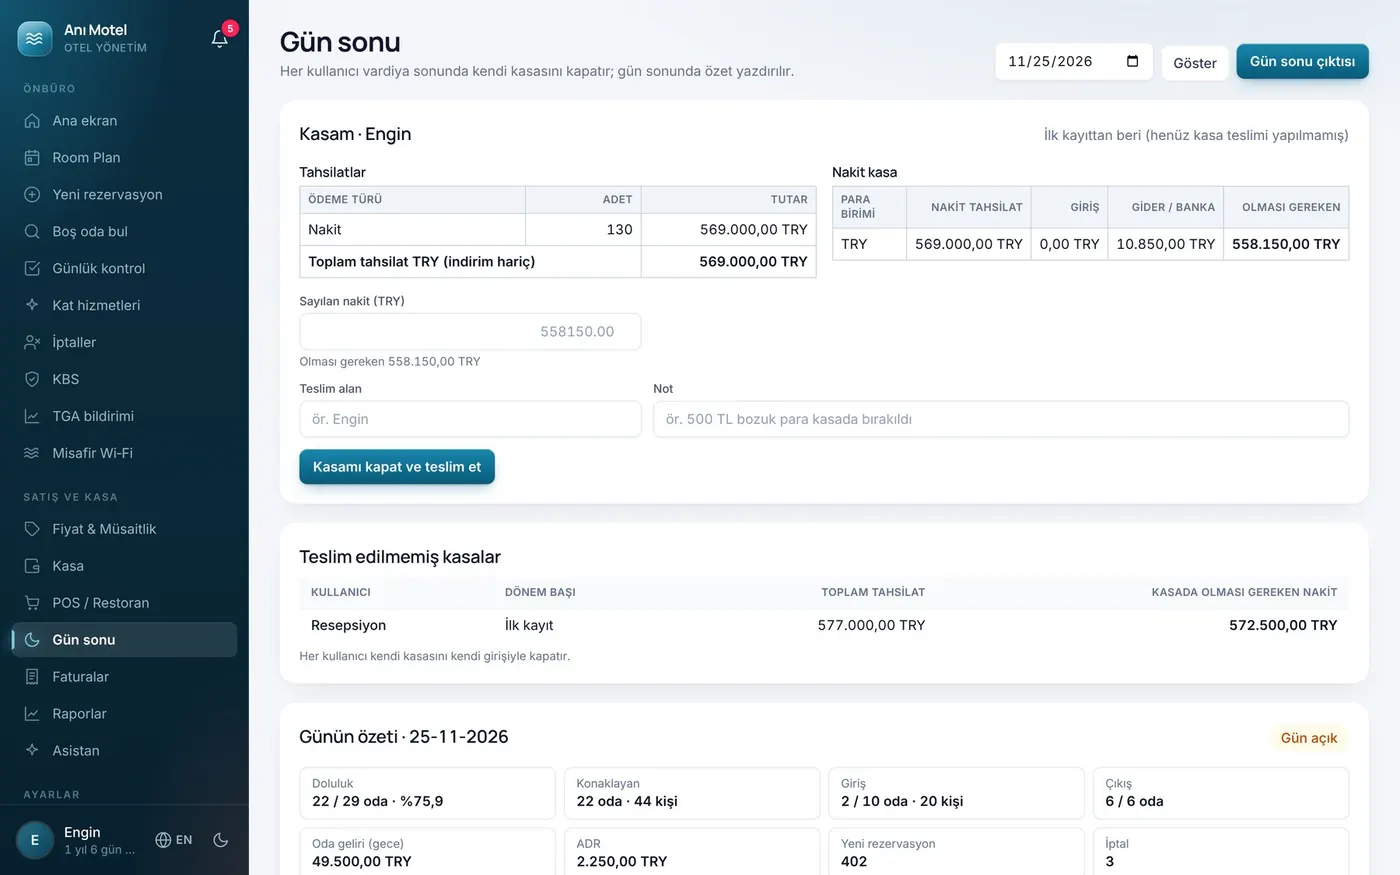 Anı Motel
OTEL YÖNETİM
5
ÖNBÜRO
Ana ekran
Room Plan
Yeni rezervasyon
Boş oda bul
Günlük kontrol
Kat hizmetleri
İptaller
KBS
TGA bildirimi
Misafir Wi-Fi
SATIŞ VE KASA
Fiyat & Müsaitlik
Kasa
POS / Restoran
Gün sonu
Faturalar
Raporlar
Asistan
AYARLAR
E
Engin
1 yıl 6 gün ...
EN
Gün sonu
Her kullanıcı vardiya sonunda kendi kasasını kapatır; gün sonunda özet yazdırılır.
11/25/2026
Göster
Gün sonu çıktısı
Kasam · Engin
İlk kayıttan beri (henüz kasa teslimi yapılmamış)
Tahsilatlar
ÖDEME TÜRÜ ADET TUTAR
Nakit 130 569.000,00 TRY
Toplam tahsilat TRY (indirim hariç) 569.000,00 TRY
Nakit kasa
PARA BİRİMİ NAKİT TAHSİLAT GİRİŞ GİDER / BANKA OLMASI GEREKEN
TRY 569.000,00 TRY 0,00 TRY 10.850,00 TRY 558.150,00 TRY
Sayılan nakit (TRY)
558150.00
Olması gereken 558.150,00 TRY
Teslim alan
ör. Engin
Not
ör. 500 TL bozuk para kasada bırakıldı
Kasamı kapat ve teslim et
Teslim edilmemiş kasalar
KULLANICI DÖNEM BAŞI TOPLAM TAHSİLAT KASADA OLMASI GEREKEN NAKİT
Resepsiyon İlk kayıt 577.000,00 TRY 572.500,00 TRY
Her kullanıcı kendi kasasını kendi girişiyle kapatır.
Günün özeti · 25-11-2026
Gün açık
Doluluk
22 / 29 oda · %75,9
Konaklayan
22 oda · 44 kişi
Giriş
2 / 10 oda · 20 kişi
Çıkış
6 / 6 oda
Oda geliri (gece)
49.500,00 TRY
ADR
2.250,00 TRY
Yeni rezervasyon
402
İptal
3